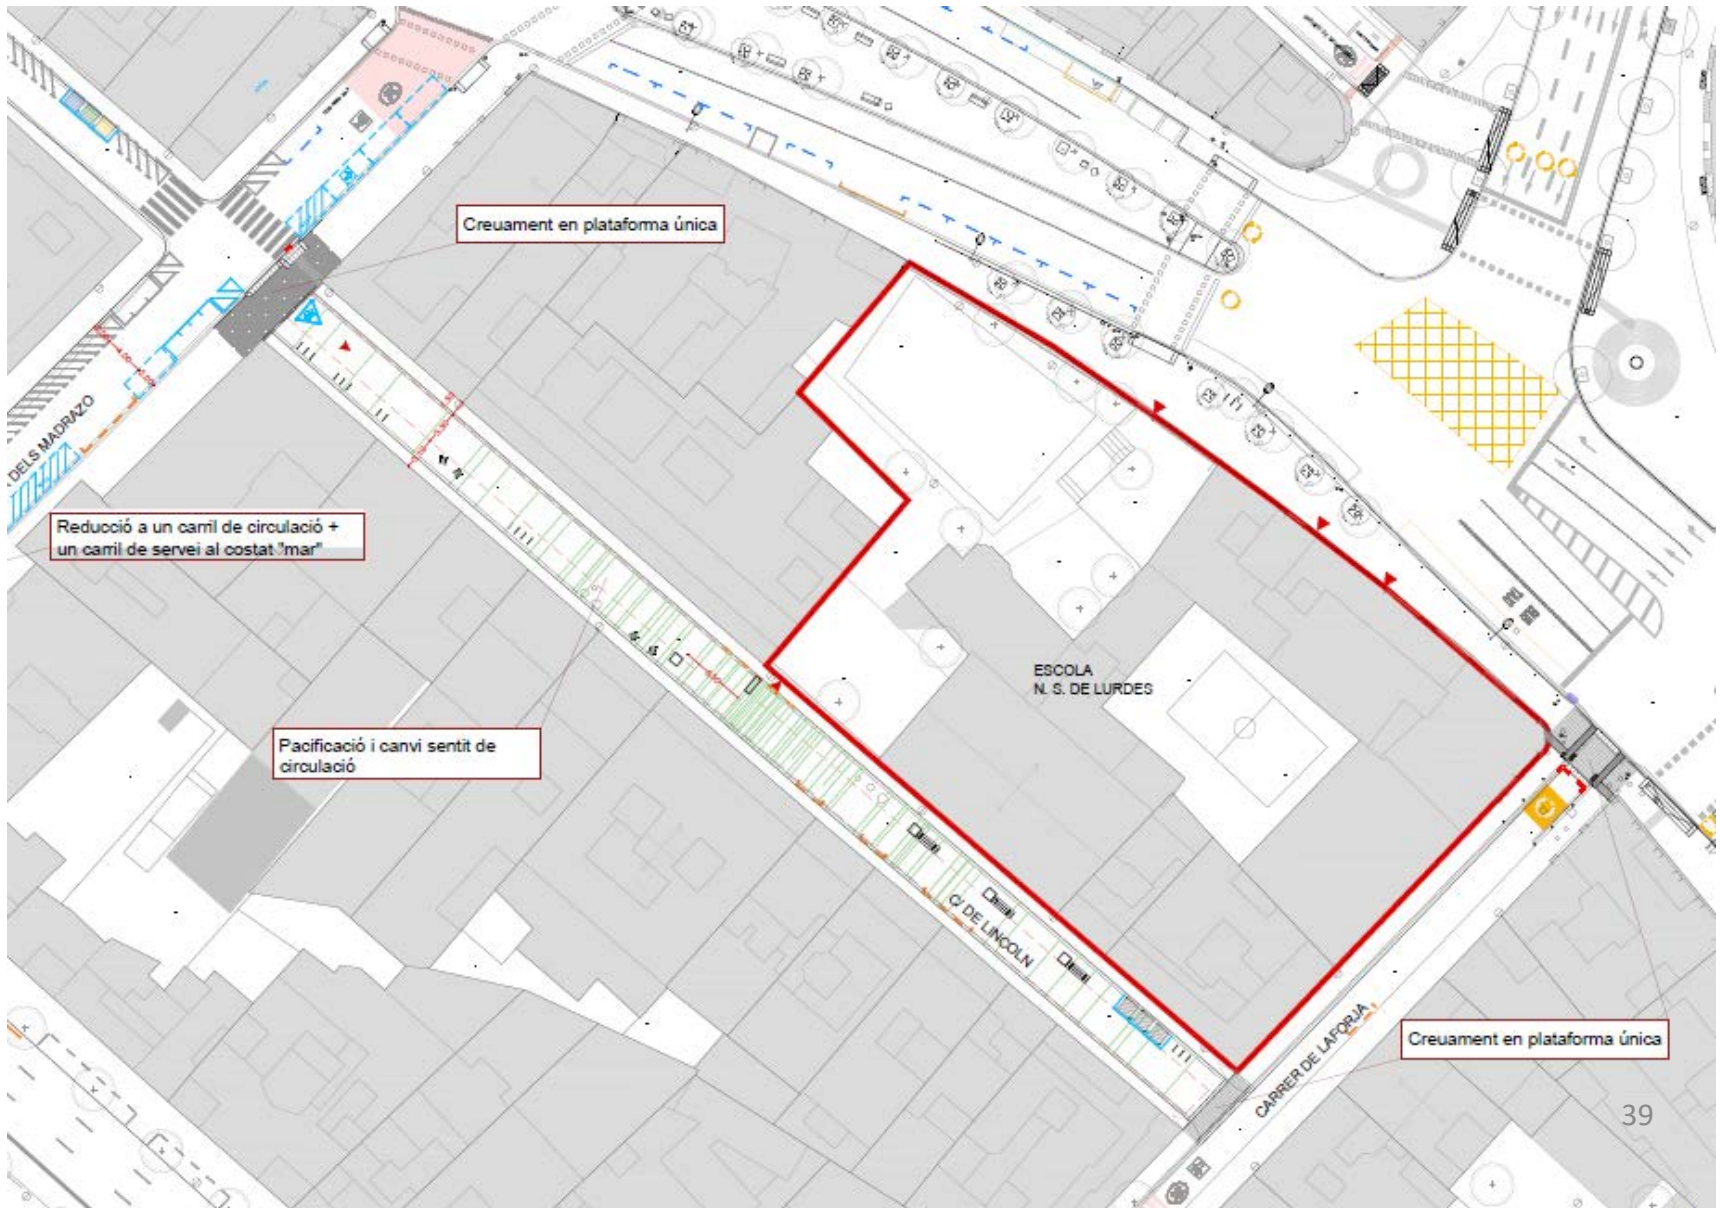 Creuament en plataforma única
DELS MADRAZO
Reducció a un carril de circulació +
un carril de servei al costat "mar"
ESCOLA
N. S. DE LURDES
Pacificació i canvi sentit de
circulació
C/ DE LINCOLN
CARRER DE LAFORJA
Creuament en plataforma única
39